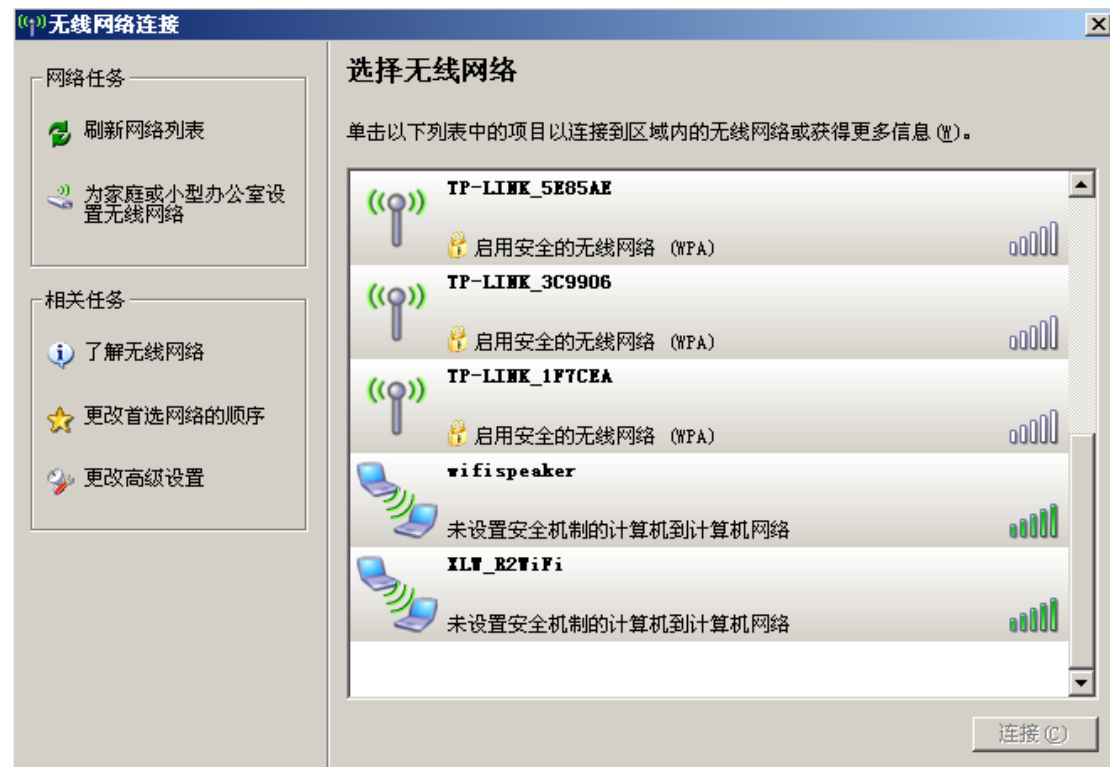 无线网络连接
网络任务
刷新网络列表
为家庭或小型办公室设
置无线网络
相关任务
了解无线网络
更改首选网络的顺序
更改高级设置
选择无线网络
单击以下列表中的项目以连接到区域内的无线网络或获得更多信息(W)。
TP-LINK_5E85AE
启用安全的无线网络 (WPA)
TP-LINK_3C9906
启用安全的无线网络 (WPA)
TP-LINK_1F7CEA
启用安全的无线网络 (WPA)
wifispeaker
未设置安全机制的计算机到计算机网络
XLW_R2WiFi
未设置安全机制的计算机到计算机网络
连接(C)